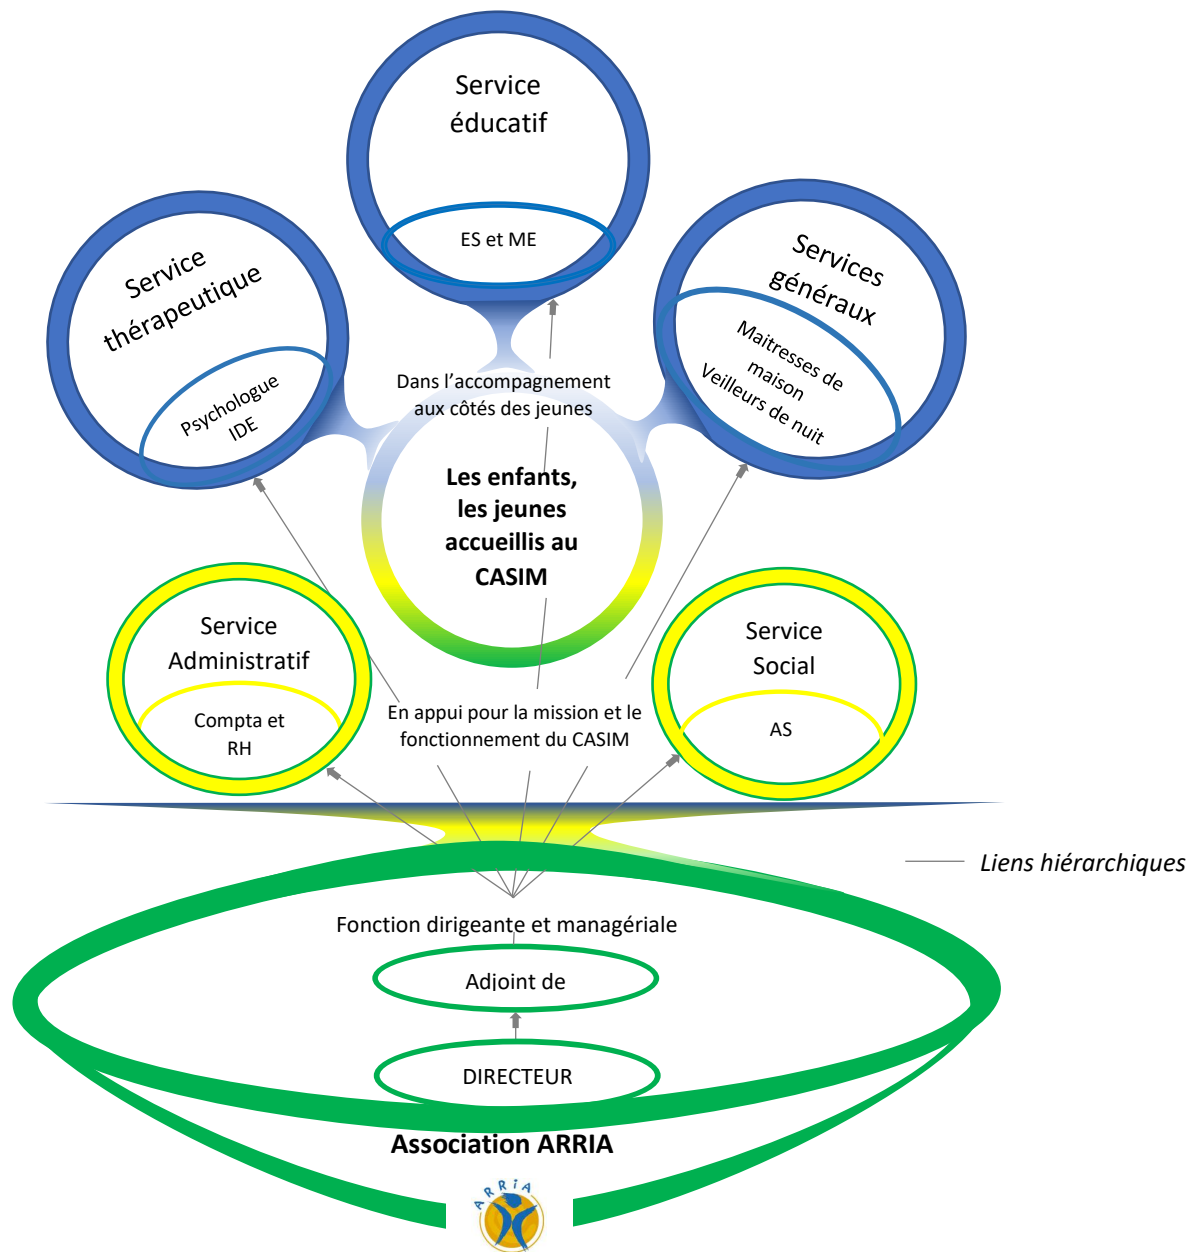 Service
éducatif
ES et ME
Service
thérapeutique
Psychologue
IDE
Services
généraux
Maitresses de
maison
Veilleurs de nuit
Dans l’accompagnement
aux côtés des jeunes
Les enfants,
les jeunes
accueillis au
CASIM
Service
Administratif
Compta et
RH
Service
Social
AS
En appui pour la mission et le
fonctionnement du CASIM
Liens hiérarchiques
Fonction dirigeante et managériale
Adjoint de
DIRECTEUR
Association ARRIA
ARRiA